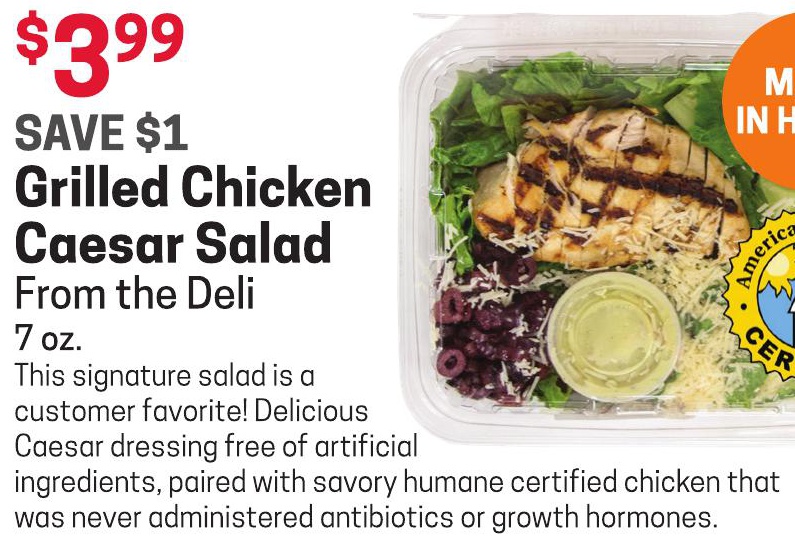 $3.99
SAVE $1
Grilled Chicken
Caesar Salad
From the Deli
7 oz.
This signature salad is a
customer favorite! Delicious
Caesar dressing free of artificial
ingredients, paired with savory humane certified chicken that
was never administered antibiotics or growth hormones.
M
IN H
America
CER